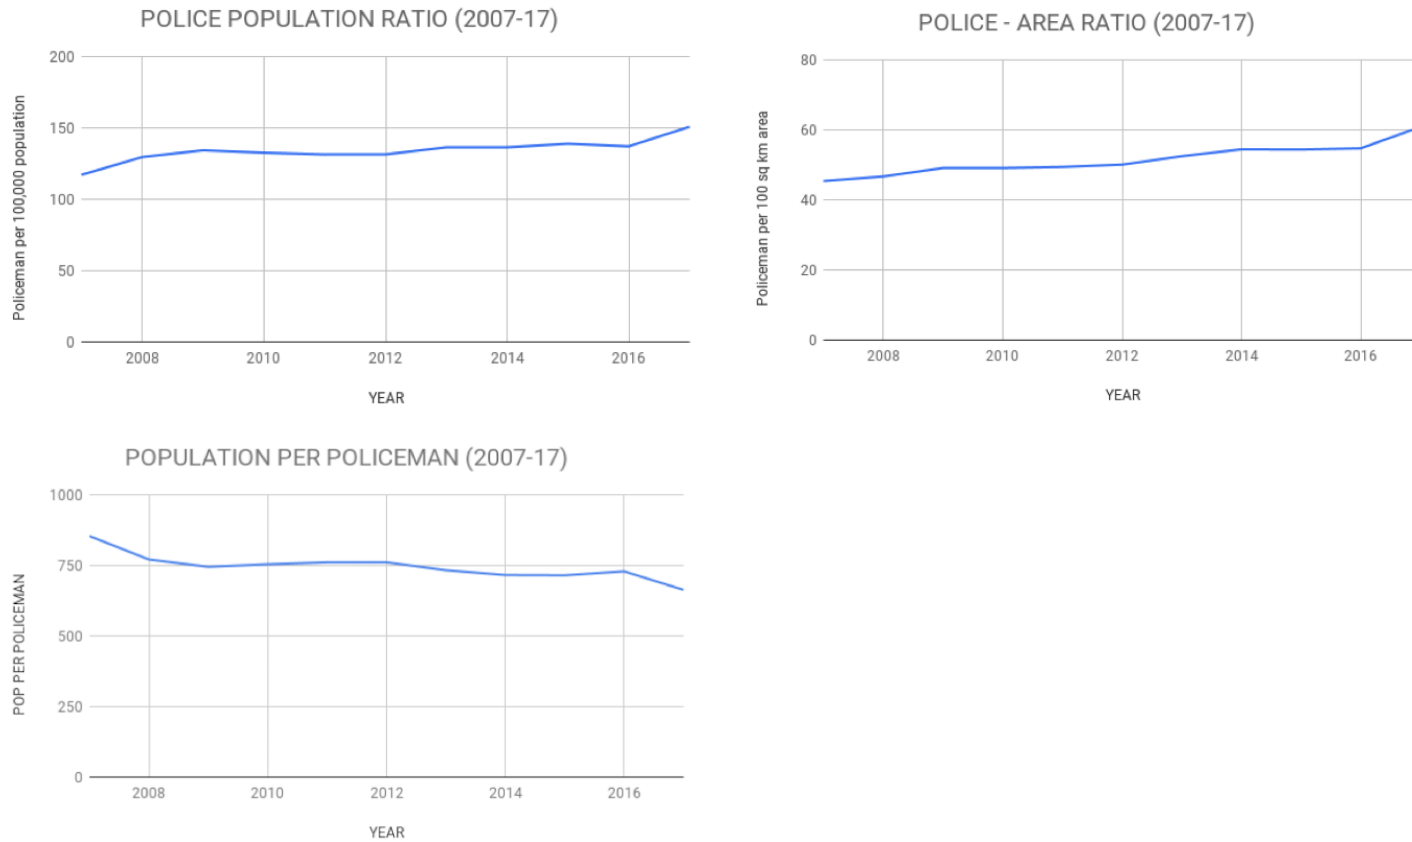 POLICE POPULATION RATIO (2007-17)
Policeman per 100,000 population
200
150
100
50
0
2008 2010 2012 2014 2016
YEAR
POLICE - AREA RATIO (2007-17)
Policeman per 100 sq km area
80
60
40
20
0
2008 2010 2012 2014 2016
YEAR
POPULATION PER POLICEMAN (2007-17)
POP PER POLICEMAN
1000
750
500
250
0
2008 2010 2012 2014 2016
YEAR